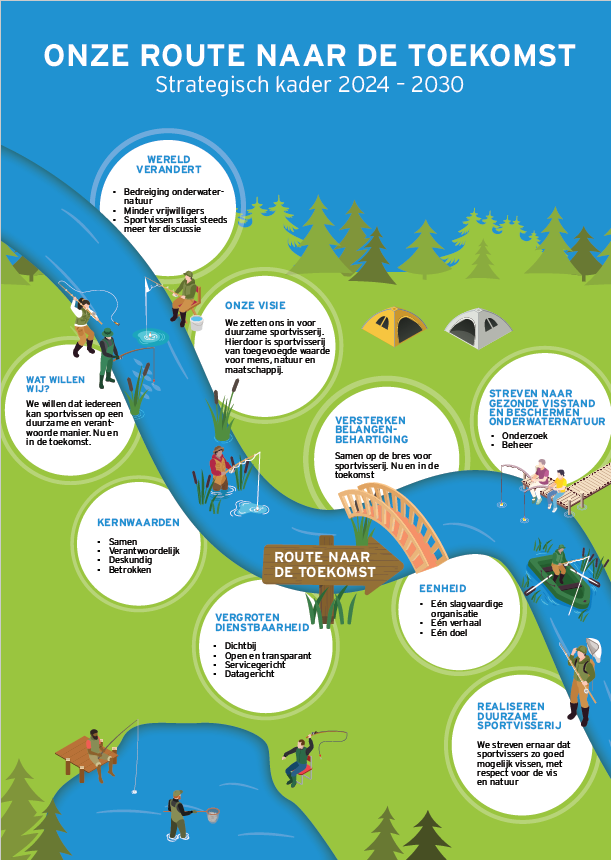 ONZE ROUTE NAAR DE TOEKOMST
Strategisch kader 2024 – 2030
WERELD
VERANDERT
• Bedreiging onderwater-
natuur
• Minder vrijwilligers
• Sportvissen staat steeds
meer ter discussie
ONZE VISIE
We zetten ons in voor
duurzame sportvisserij.
Hierdoor is sportvisserij
van toegevoegde waarde
voor mens, natuur en
maatschappij.
WAT WILLEN
WIJ?
We willen dat iedereen
kan sportvissen op een
duurzame en verant-
woorde manier. Nu en
in de toekomst.
STREVEN NAAR
GEZONDE VISSTAND
EN BESCHERMEN
ONDERWATERNATUUR
• Onderzoek
• Beheer
VERSTERKEN
BELANGEN-
BEHARTIGING
Samen op de bres voor
sportvisserij. Nu en in de
toekomst
KERNWAARDEN
• Samen
• Verantwoordelijk
• Deskundig
• Betrokken
ROUTE NAAR
DE TOEKOMST
EENHEID
• Eén slagvaardige
organisatie
• Eén verhaal
• Eén doel
VERGROTEN
DIENSTBAARHEID
• Dichtbij
• Open en transparant
• Servicegericht
• Datagericht
REALISEREN
DUURZAME
SPORTVISSERIJ
We streven ernaar dat
sportvissers zo goed
mogelijk vissen, met
respect voor de vis
en natuur